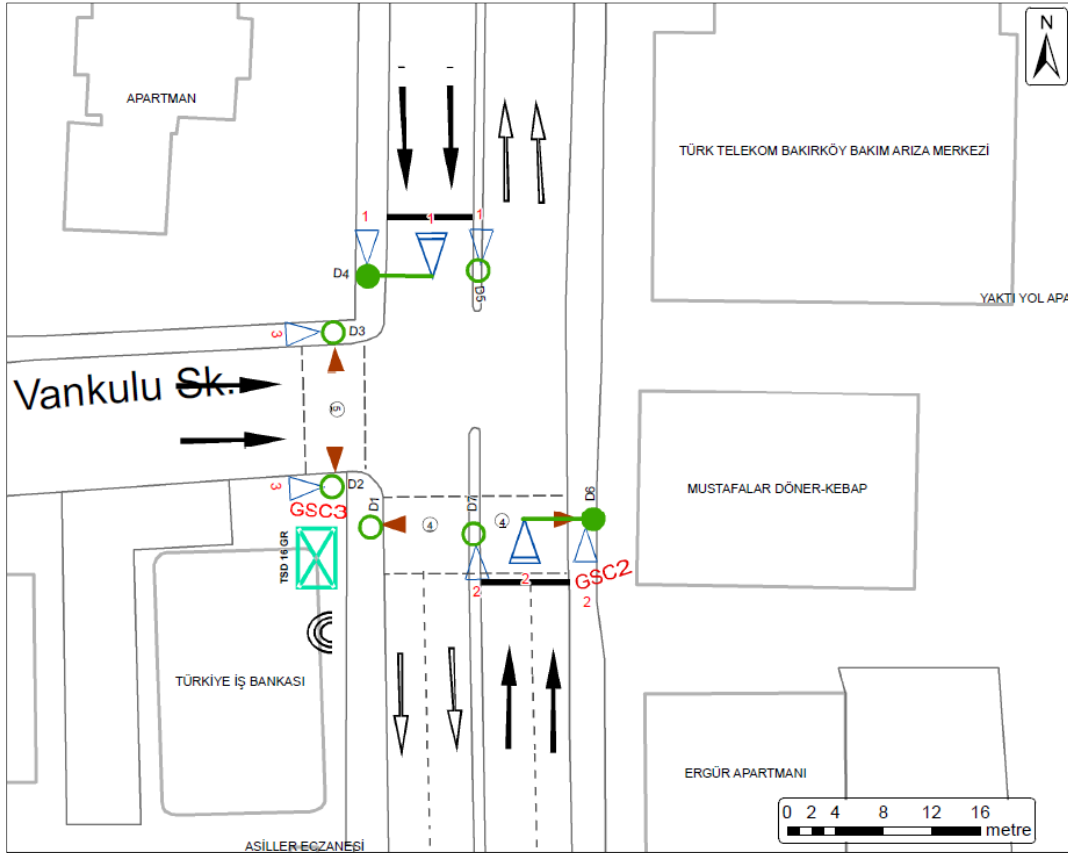 N
APARTMAN
TÜRK TELEKOM BAKIRKÖY BAKIM ARIZA MERKEZİ
1
1
1
D4
D5
YAKTI YOL APA
3
D3
Vankulu Sk.
5
MUSTAFALAR DÖNER-KEBAP
3
D2
GSC3
D1
4
D7
4
D6
TSD 16 GR
2
2
GSC2
2
TÜRKİYE İŞ BANKASI
ERGÜR APARTMANI
0 2 4 8 12 16
metre
ASİLLER ECZANESİ